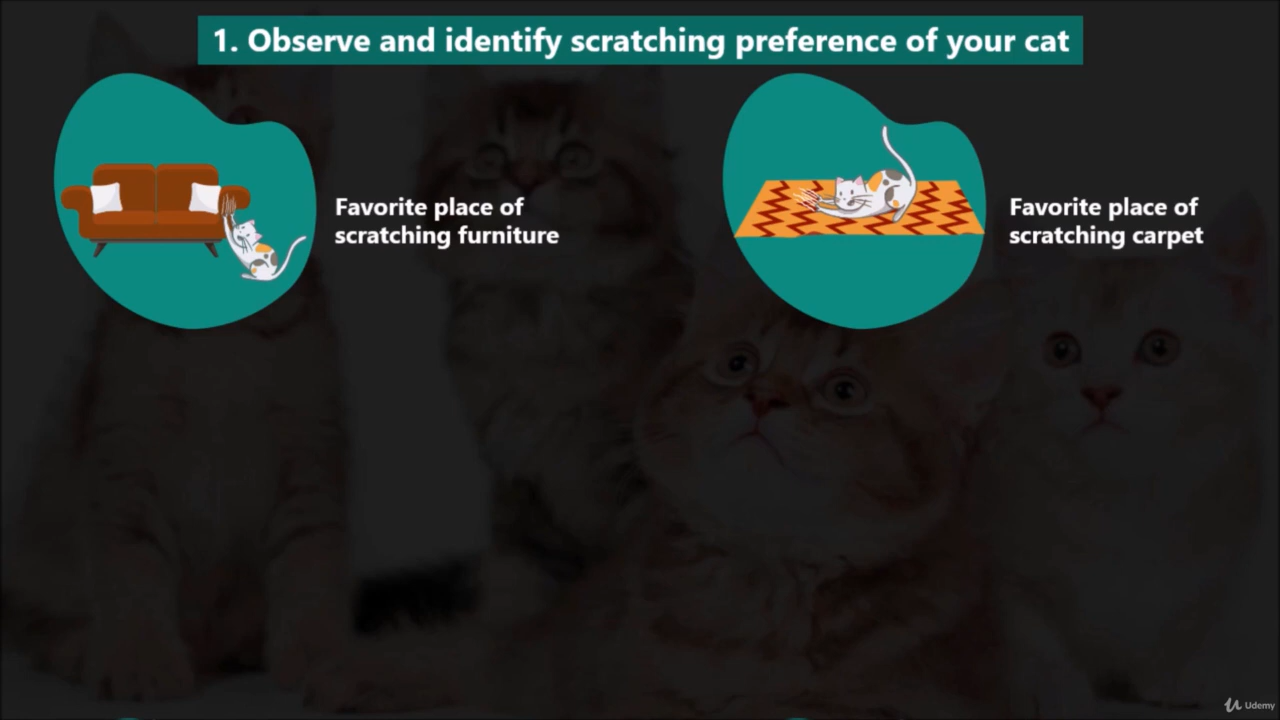 1. Observe and identify scratching preference of your cat
Favorite place of
scratching furniture
Favorite place of
scratching carpet
Udemy